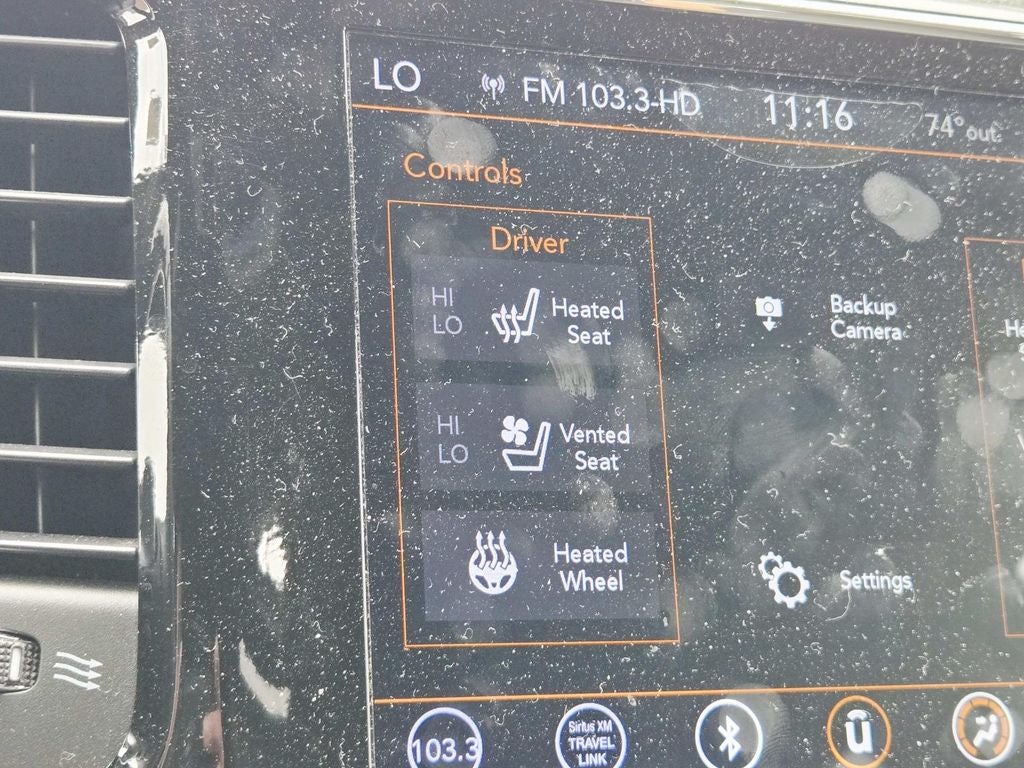 LO FM 103.3-HD 11:16 74° out
Controls
Driver
HI
LO
Heated
Seat
Backup
Camera
HI
LO
Vented
Seat
Heated
Wheel
Settings
103.3
Sirius XM
TRAVEL
LINK
u